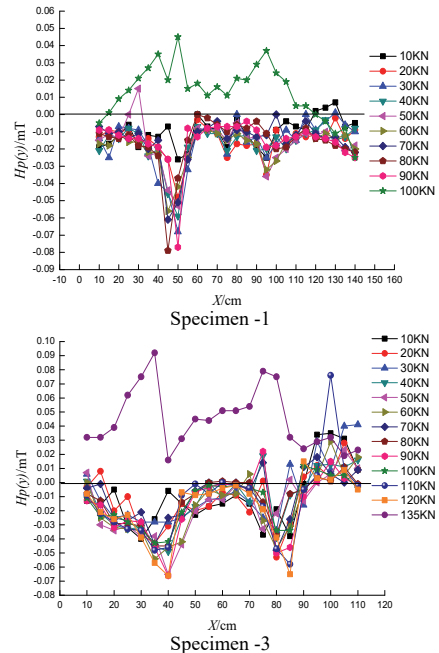 0.06
0.05
0.04
0.03
0.02
0.01
0.00
-0.01
-0.02
-0.03
-0.04
-0.05
-0.06
-0.07
-0.08
-0.09
Hp(y)/mT
-10 0 10 20 30 40 50 60 70 80 90 100 110 120 130 140 150 160
X/cm
10KN
20KN
30KN
40KN
50KN
60KN
70KN
80KN
90KN
100KN
Specimen -1
0.10
0.09
0.08
0.07
0.06
0.05
0.04
0.03
0.02
0.01
0.00
-0.01
-0.02
-0.03
-0.04
-0.05
-0.06
-0.07
-0.08
Hp(y)/mT
0 10 20 30 40 50 60 70 80 90 100 110 120
X/cm
10KN
20KN
30KN
40KN
50KN
60KN
70KN
80KN
90KN
100KN
110KN
120KN
135KN
Specimen -3